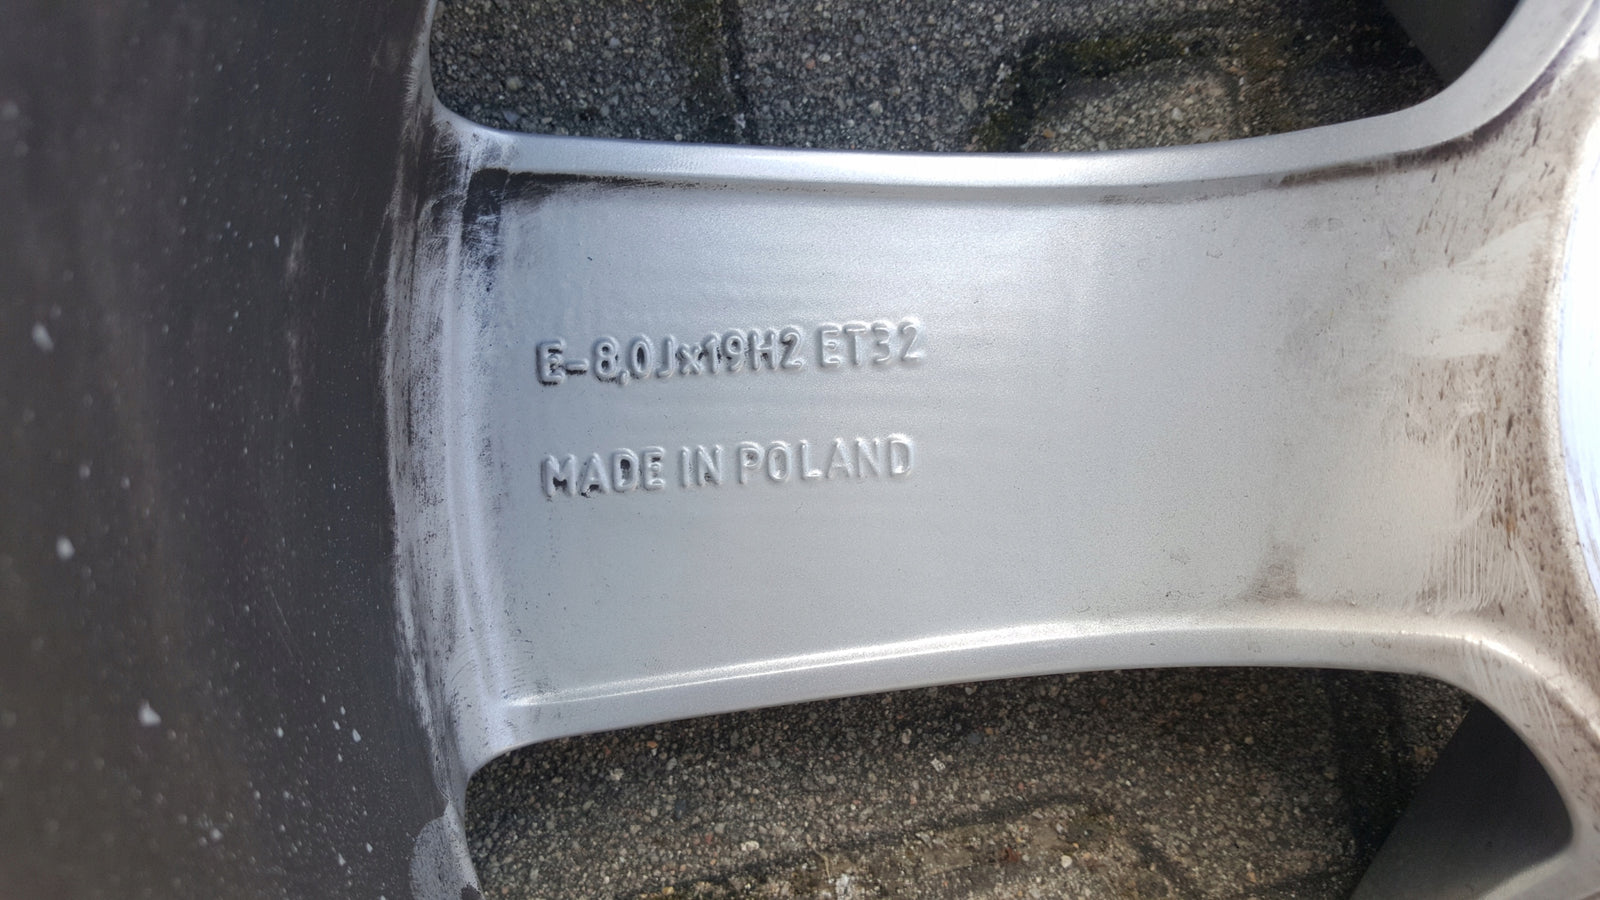 E-8,0Jx19H2 ET32
MADE IN POLAND